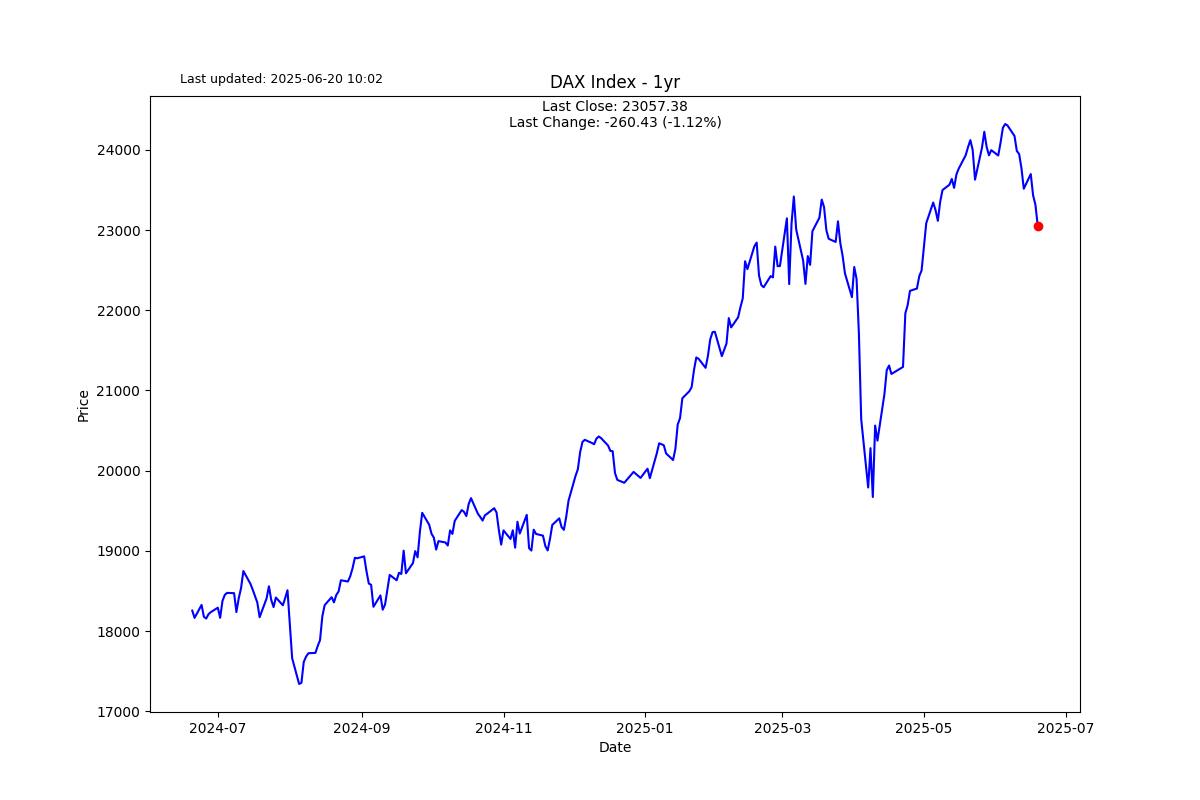 Last updated: 2025-06-20 10:02
DAX Index - 1yr
Last Close: 23057.38
Last Change: -260.43 (-1.12%)
24000
23000
22000
21000
20000
19000
18000
17000
Price
2024-07
2024-09
2024-11
2025-01
2025-03
2025-05
2025-07
Date